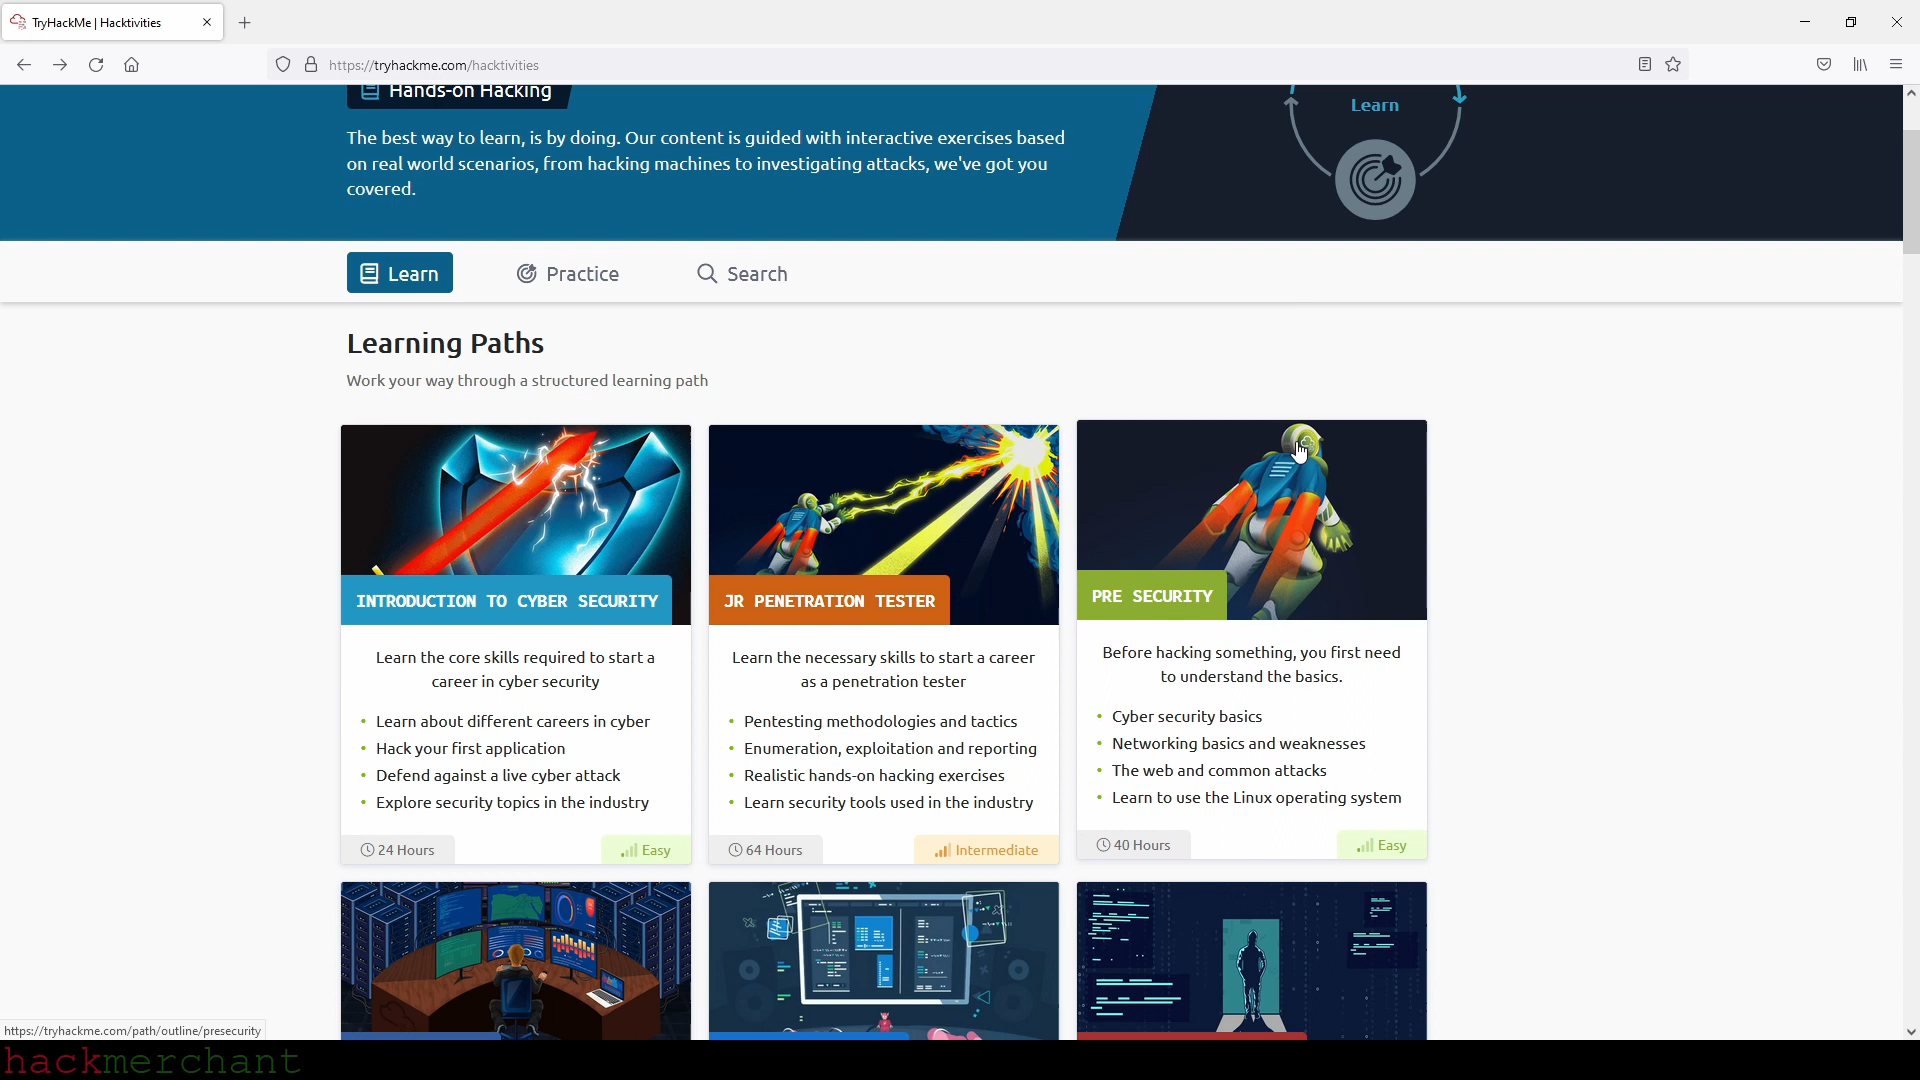 TryHackMe | Hacktivities
https://tryhackme.com/hacktivities
Hands-on Hacking
The best way to learn, is by doing. Our content is guided with interactive exercises based
on real world scenarios, from hacking machines to investigating attacks, we've got you
covered.
Learn
Learn
Practice
Search
Learning Paths
Work your way through a structured learning path
INTRODUCTION TO CYBER SECURITY
Learn the core skills required to start a
career in cyber security
• Learn about different careers in cyber
• Hack your first application
• Defend against a live cyber attack
• Explore security topics in the industry
24 Hours
Easy
JR PENETRATION TESTER
Learn the necessary skills to start a career
as a penetration tester
• Pentesting methodologies and tactics
• Enumeration, exploitation and reporting
• Realistic hands-on hacking exercises
• Learn security tools used in the industry
64 Hours
Intermediate
PRE SECURITY
Before hacking something, you first need
to understand the basics.
• Cyber security basics
• Networking basics and weaknesses
• The web and common attacks
• Learn to use the Linux operating system
40 Hours
Easy
https://tryhackme.com/path/outline/presecurity
hackmerchant